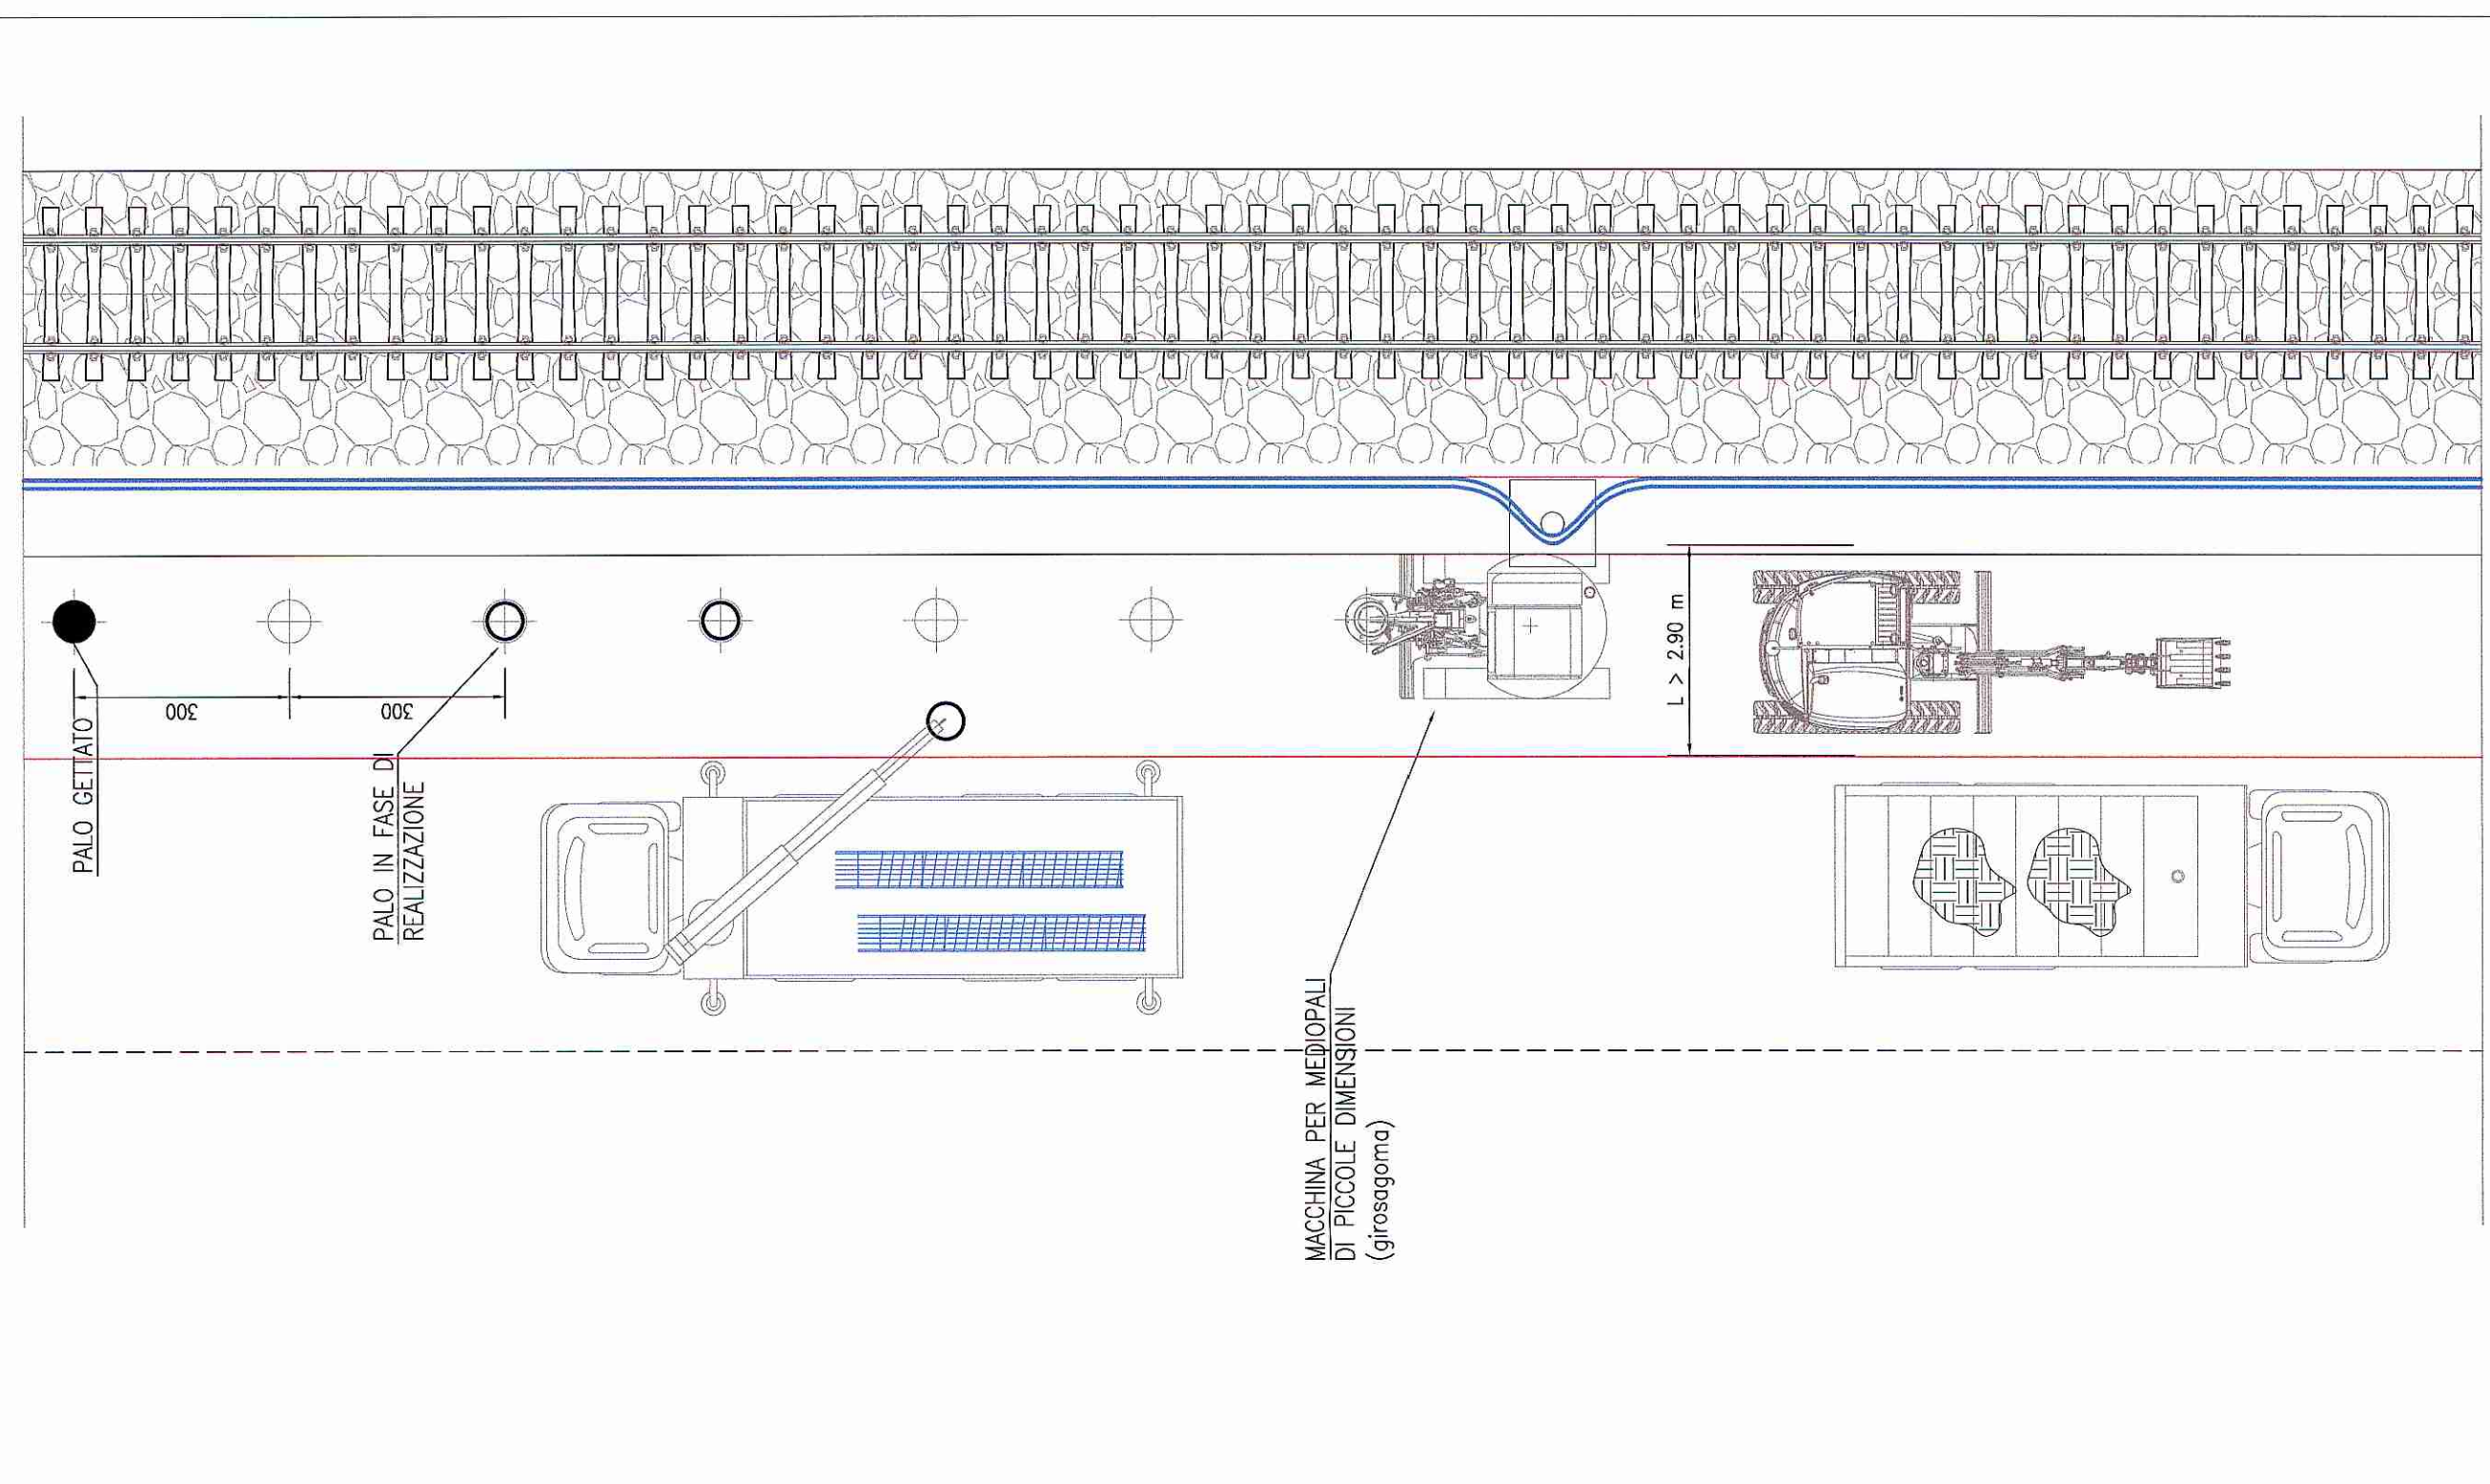 300
300
PALO GETTATO
PALO IN FASE DI
REALIZZAZIONE
L > 2.90 m
MACCHINA PER MEDIOPALI
DI PICCOLE DIMENSIONI
(girosagoma)